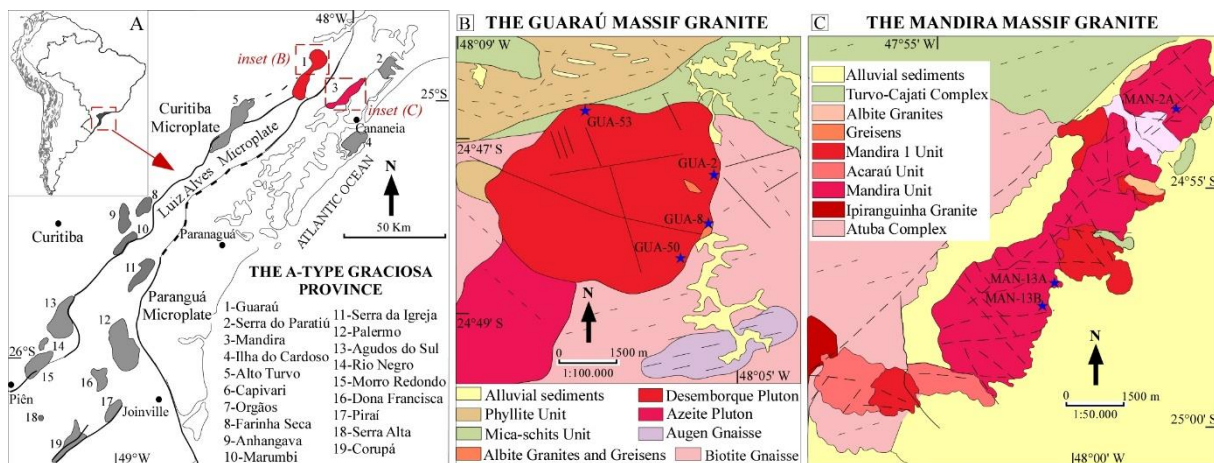 A
48°W
inset (B)
1
2
3
inset (C)
25°S
Curitiba
Microplate
5
Cananeia
4
Luiz Alves Microplate
N
ATLANTIC OCEAN
50 Km
8
9
10
Curitiba
Paranaguá
11
THE A-TYPE GRACIOSA
PROVINCE
Paranguá
Microplate
13
12
14
26°S
15
Piên
16
17
18
Joinville
19
49°W
1-Guaraú
2-Serra do Paratiú
3-Mandira
4-Ilha do Cardoso
5-Alto Turvo
6-Capivari
7-Orgãos
8-Farinha Seca
9-Anhangava
10-Marumbi
11-Serra da Igreja
12-Palermo
13-Agudos do Sul
14-Rio Negro
15-Morro Redondo
16-Dona Francisca
17-Piraí
18-Serra Alta
19-Corupá
B
THE GUARAÚ MASSIF GRANITE
48°09' W
GUA-53
24°47' S
GUA-2
GUA-8
GUA-50
N
24°49' S
0 1500 m
1:100.000
48°05' W
Alluvial sediments
Phyllite Unit
Mica-schits Unit
Albite Granites and Greisens
Desemborque Pluton
Azeite Pluton
Augen Gnaisse
Biotite Gnaisse
C
THE MANDIRA MASSIF GRANITE
47°55' W
Alluvial sediments
Turvo-Cajati Complex
Albite Granites
Greisens
Mandira 1 Unit
Acaraú Unit
Mandira Unit
Ipiranguinha Granite
Atuba Complex
MAN-2A
24°55' S
MAN-13A
MAN-13B
N
0 1500 m
1:50.000
25°00' S
48°00' W